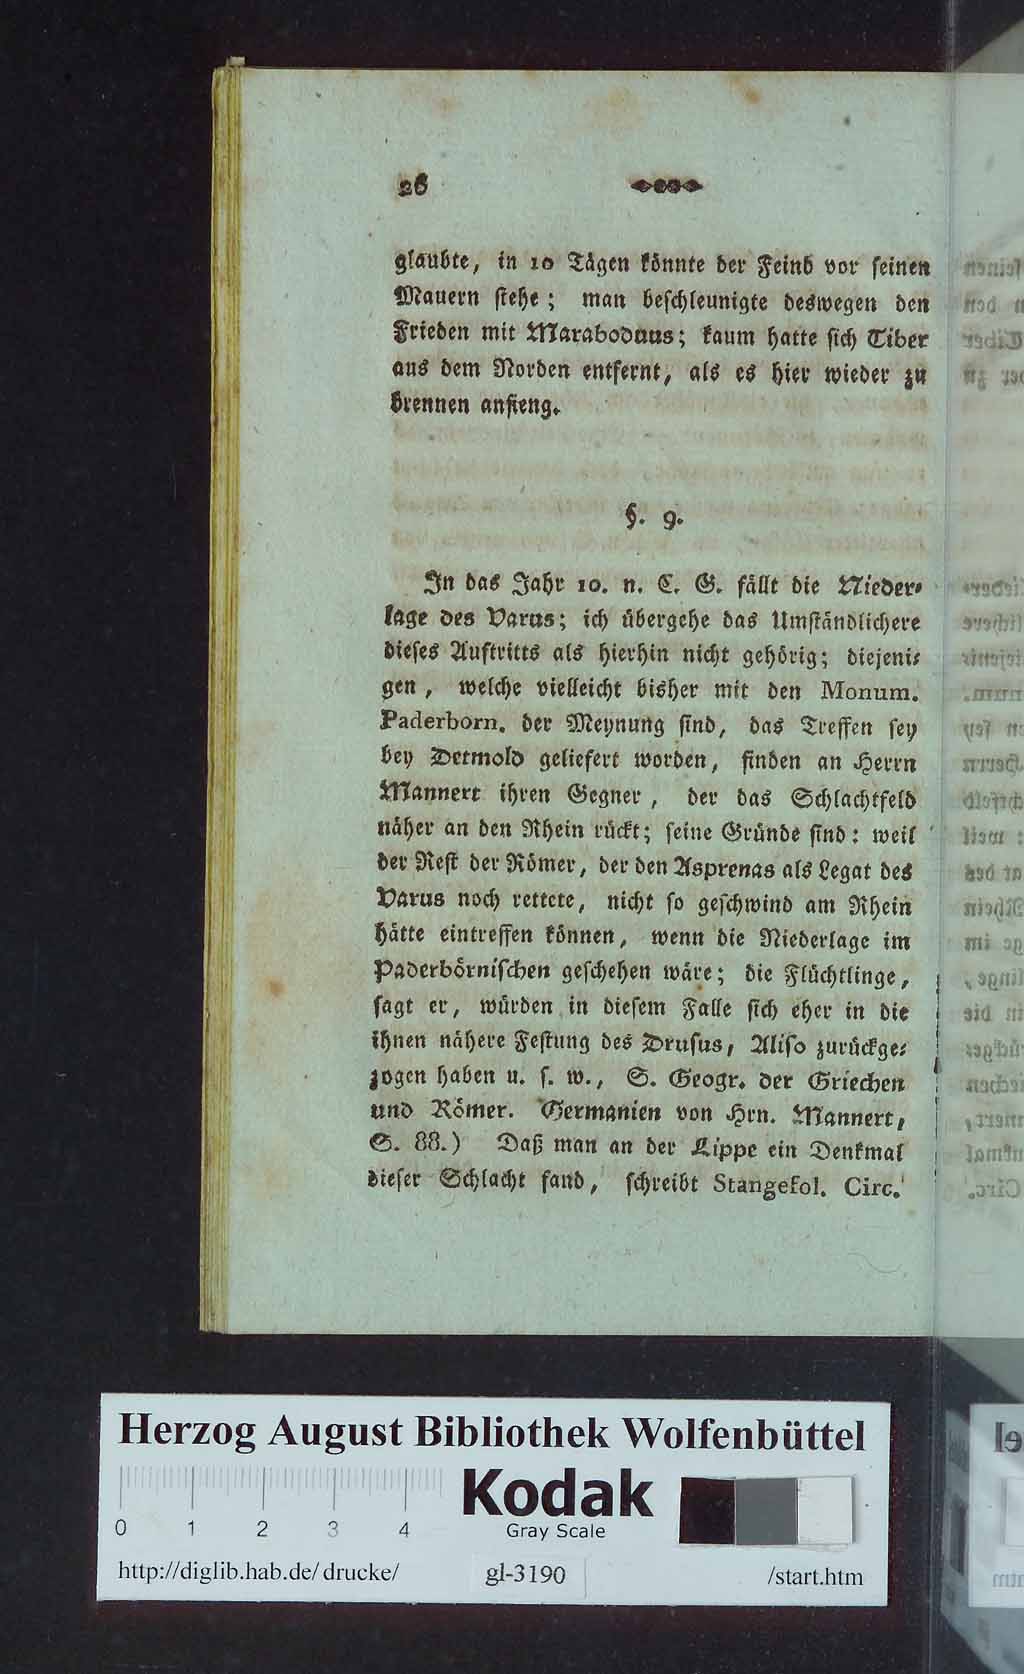 26
glaubte, in 10 Tägen könnte der Feind vor seinen
Mauern stehe; man beschleunigte deswegen den
Frieden mit Maraboduus; kaum hatte sich Tiber
aus dem Norden entfernt, als es hier wieder zu
brennen anfieng.
§. 9.
In das Jahr 10. n. C. G. fällt die Nieder-
lage des Varus; ich übergehe das Umständlichere
dieses Auftritts als hierhin nicht gehörig; diejeni-
gen, welche vielleicht bisher mit den Monum.
Paderborn. der Meynung sind, das Treffen sey
bey Detmold geliefert worden, finden an Herrn
Mannert ihren Gegner, der das Schlachtfeld
näher an den Rhein rückt; seine Gründe sind: weil
der Rest der Römer, der den Asprenas als Legat des
Varus noch rettete, nicht so geschwind am Rhein
hätte eintreffen können, wenn die Niederlage im
Paderbörnischen geschehen wäre; die Flüchtlinge,
sagt er, würden in diesem Falle sich eher in die
ihnen nähere Festung des Drusus, Aliso zurückge-
zogen haben u. s. w., S. Geogr. der Griechen
und Römer. Germanien von Hrn. Mannert,
S. 88.) Daß man an der Lippe ein Denkmal
dieser Schlacht fand, schreibt Stangefol. Circ.
Herzog August Bibliothek Wolfenbüttel
0 1 2 3 4
Kodak
Gray Scale
http://diglib.hab.de/drucke/ gl-3190 /start.htm